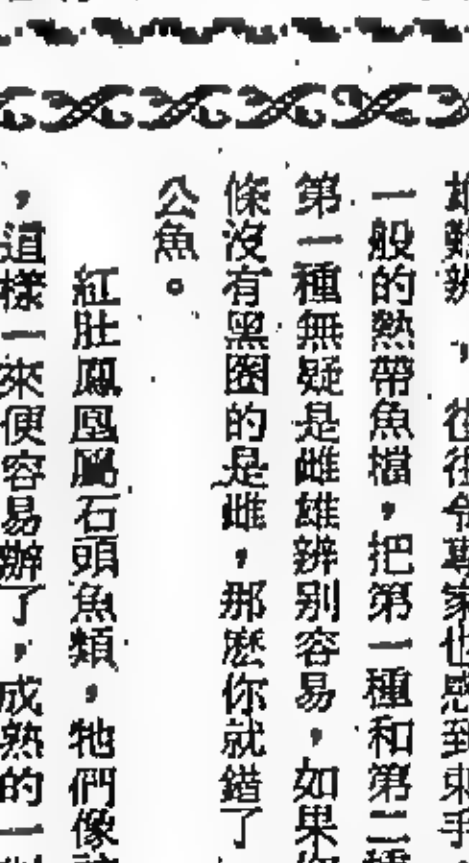 難辨，往往令專家也感到束手
一般的熱帶魚檔，把第一種和第二種
第一種無疑是雌雄辨别容易，如果
條沒有黑圈的是雌，那麽你就錯了
公魚。
紅肚鳳凰屬石頭魚類，牠們像
，這樣一來便容易辦了，成熟的一